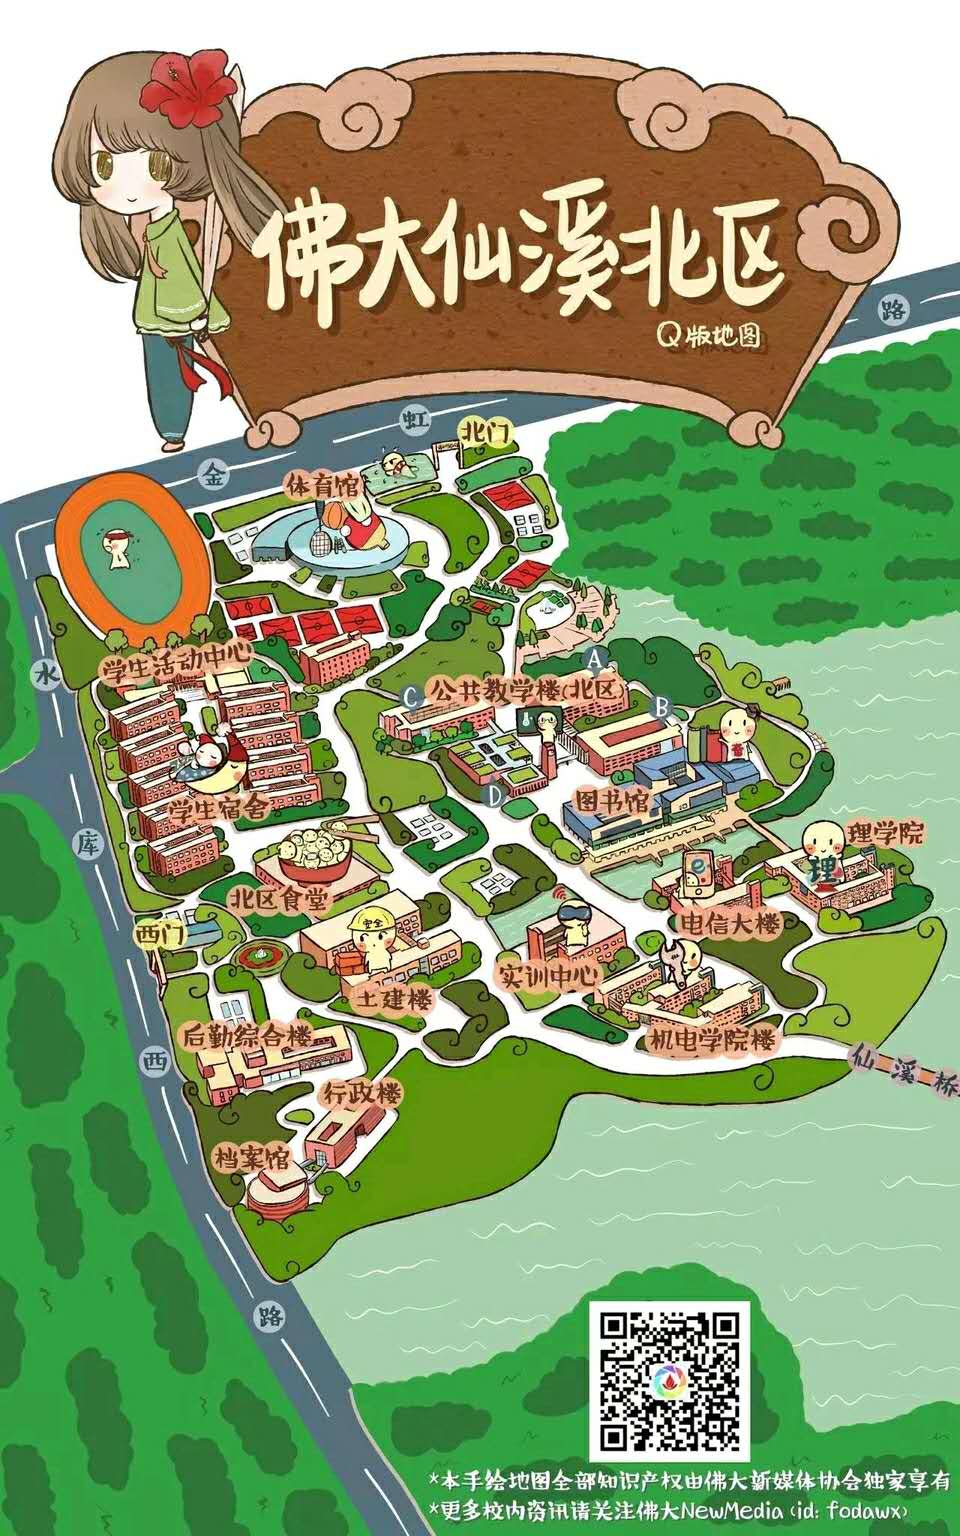 佛大仙溪北区
Q版地图
路
虹
金
北门
体育馆
水
学生活动中心
A
公共教学楼(北区)
C
B
D
学生宿舍
图书馆
库
理
理学院
北区食堂
电信大楼
西门
安全
土建楼
实训中心
后勤综合楼
机电学院楼
西
仙溪桥
行政楼
档案馆
路
*本手绘地图全部知识产权由佛大新媒体协会独家享有
*更多校内资讯请关注佛大NewMedia (id: fodawx)